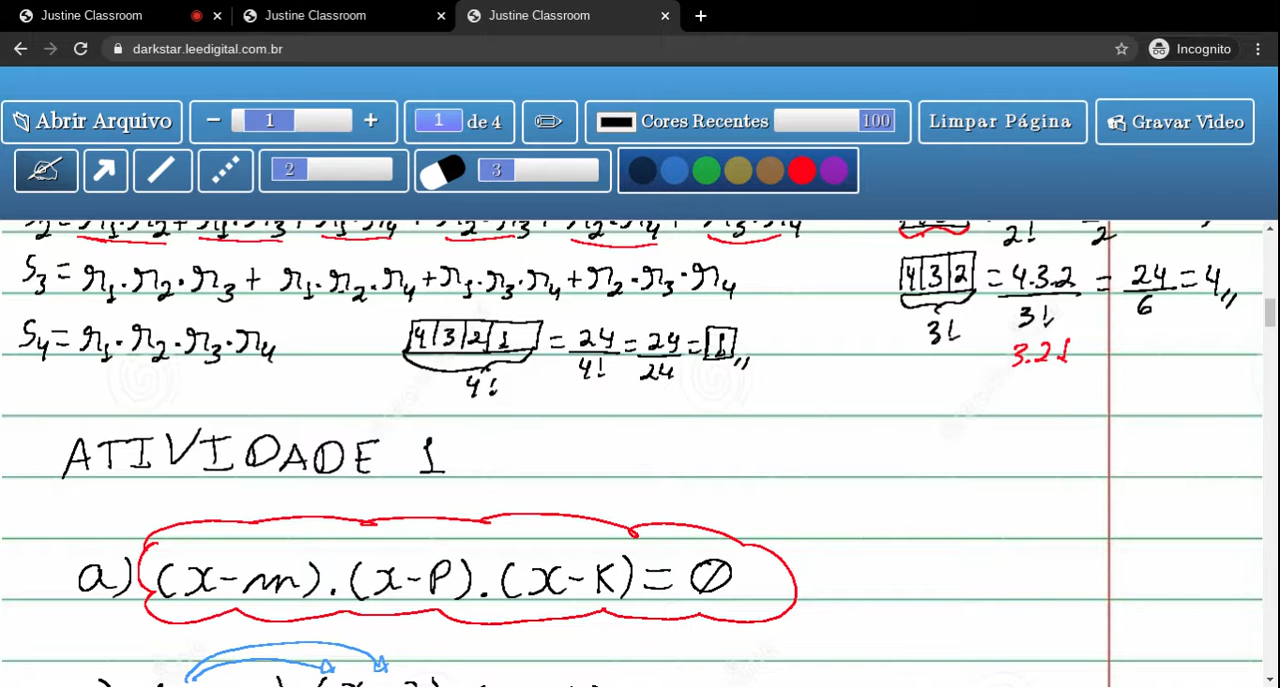 Justine Classroom Justine Classroom Justine Classroom
darkstar.leedigital.com.br Incognito
Abrir Arquivo − 1 + 1 de 4 Cores Recentes 100 Limpar Página Gravar Video
2 3
2! 2
S₃ = r₁·r₂·r₃ + r₁·r₂·r₄ + r₁·r₃·r₄ + r₂·r₃·r₄ 4|3|2 = 4.3.2 = 24 = 4,,
3! 3! 6
S₄ = r₁·r₂·r₃·r₄ 4|3|2|1 = 24 = 24 = 1,, 3.2.1
4! 4! 24
ATIVIDADE 1
a) (x-m).(x-P).(x-K)=0